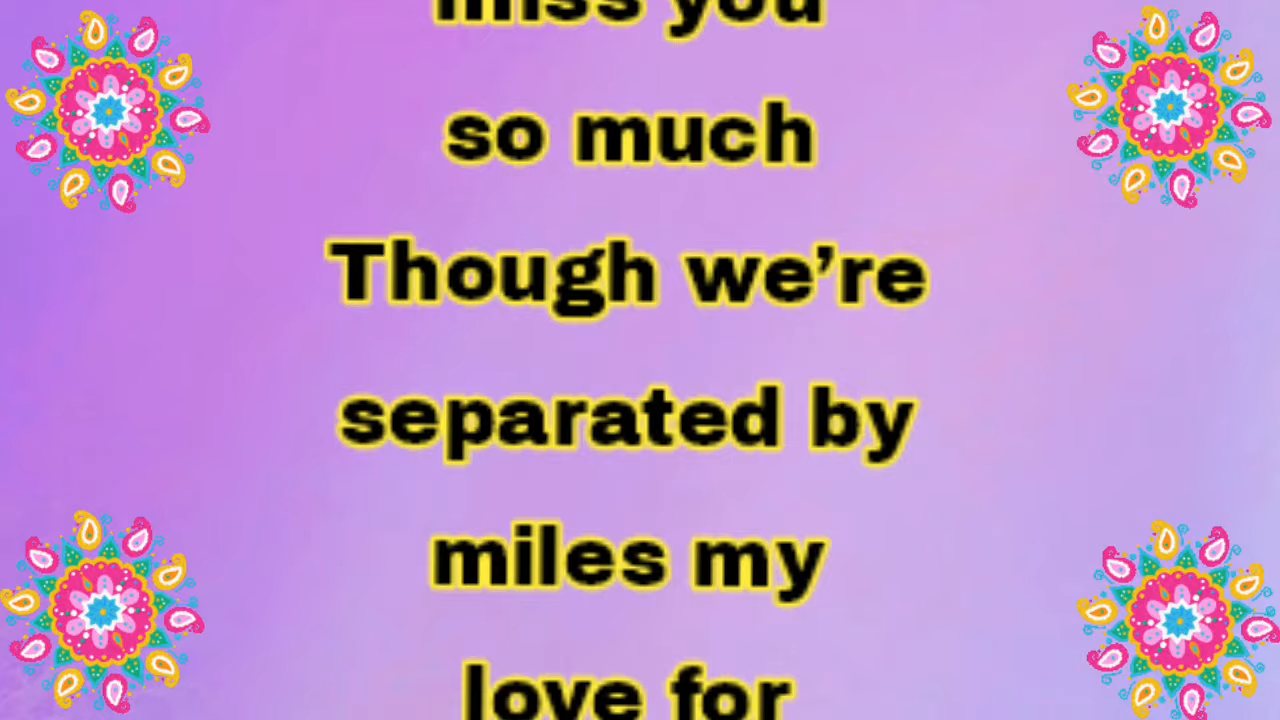 miss you
so much
Though we’re
separated by
miles my
love for